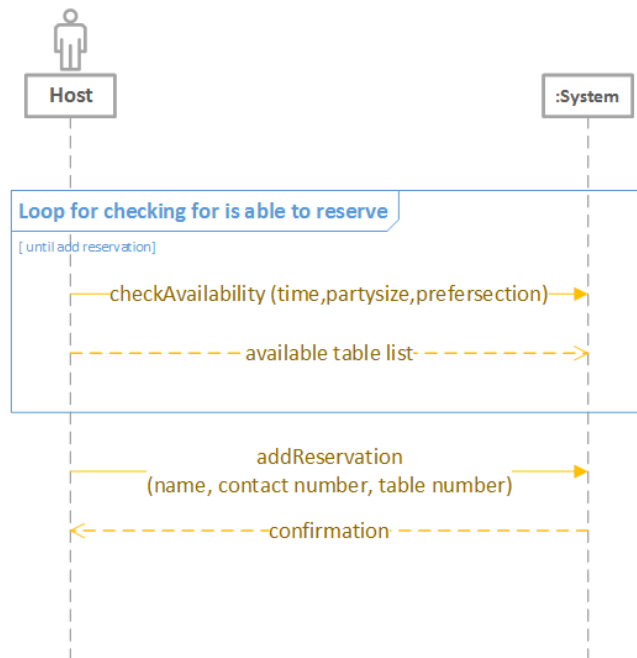 Host
:System
Loop for checking for is able to reserve
[ until add reservation]
checkAvailability (time,partysize,prefersection)
available table list
addReservation
(name, contact number, table number)
confirmation